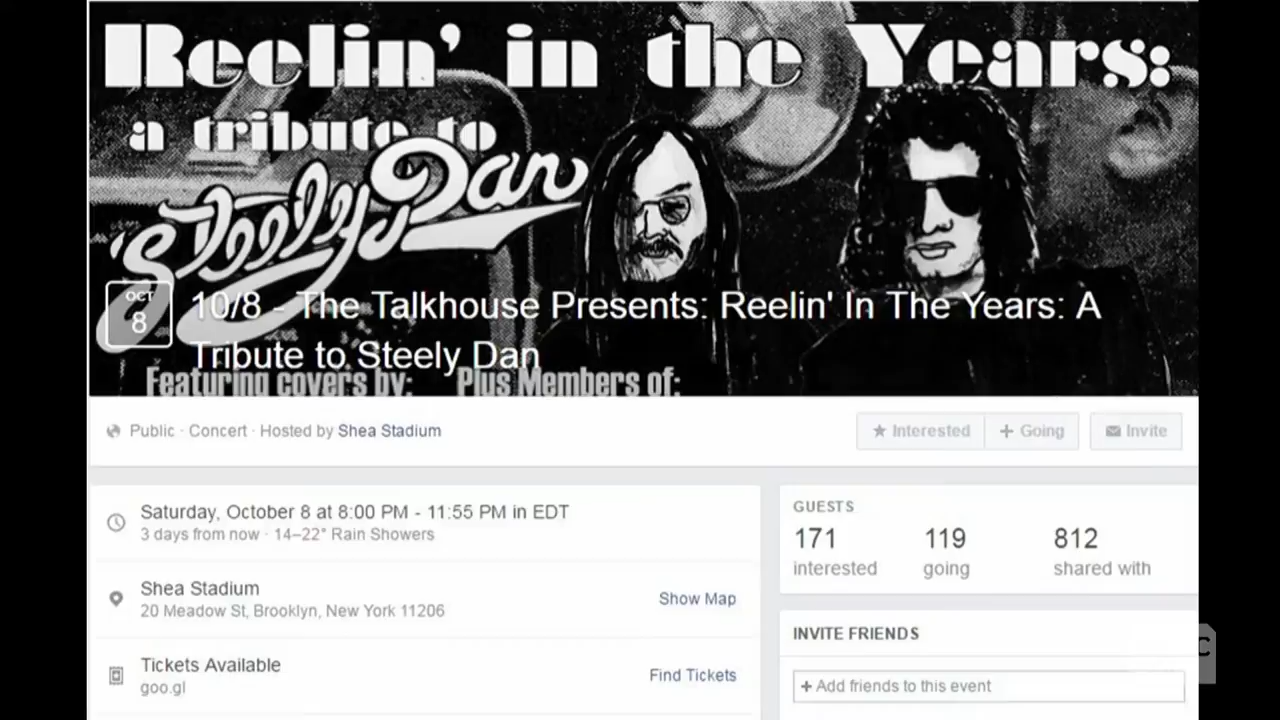 Reelin' in the Years:
a tribute to
Steely Dan
OCT
8
10/8 - The Talkhouse Presents: Reelin' In The Years: A
Tribute to Steely Dan
Featuring covers by: Plus Members of:
Public · Concert · Hosted by Shea Stadium
Interested
Going
Invite
Saturday, October 8 at 8:00 PM - 11:55 PM in EDT
3 days from now · 14–22° Rain Showers
Shea Stadium
20 Meadow St, Brooklyn, New York 11206
Show Map
Tickets Available
goo.gl
Find Tickets
GUESTS
171 119 812
interested going shared with
INVITE FRIENDS
+ Add friends to this event
C